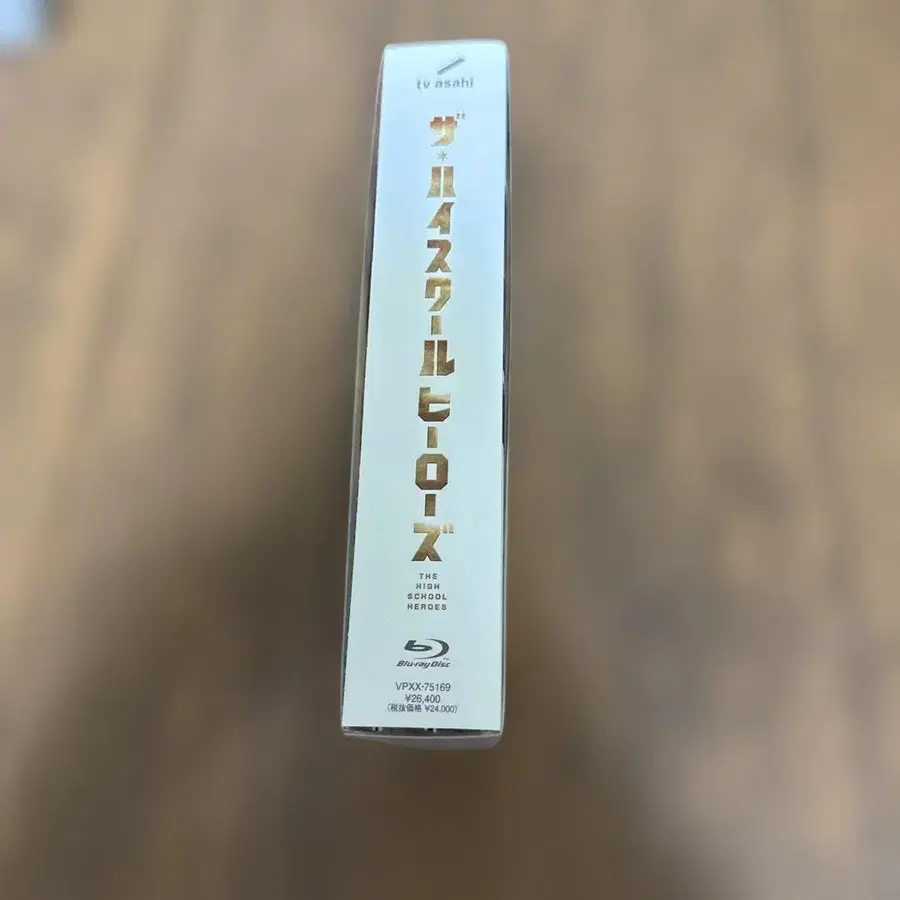 tv asahi
ザ*ハイスクールヒーローズ
THE
HIGH
SCHOOL
HEROES
Blu-ray Disc
TM
VPXX-75169
¥26,400
(税抜価格 ¥24,000)